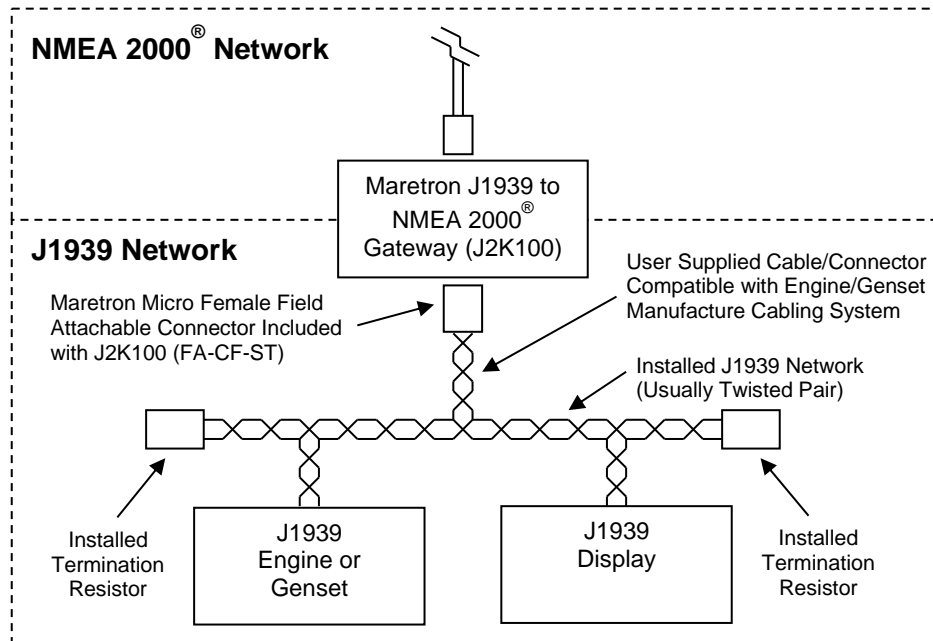 NMEA 2000® Network
Maretron J1939 to
NMEA 2000®
Gateway (J2K100)
J1939 Network
Maretron Micro Female Field
Attachable Connector Included
with J2K100 (FA-CF-ST)
User Supplied Cable/Connector
Compatible with Engine/Genset
Manufacture Cabling System
Installed J1939 Network
(Usually Twisted Pair)
Installed
Termination
Resistor
J1939
Engine or
Genset
J1939
Display
Installed
Termination
Resistor